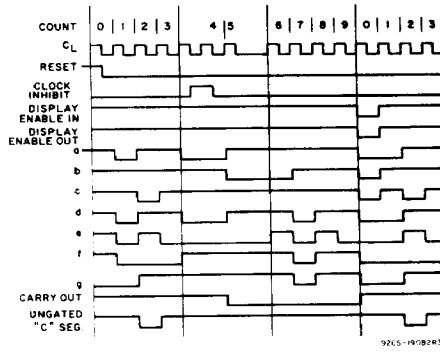 COUNT 0 1 2 3 4 5 6 7 8 9 0 1 2 3
CL
RESET
CLOCK
INHIBIT
DISPLAY
ENABLE IN
DISPLAY
ENABLE OUT
a
b
c
d
e
f
g
CARRY OUT
UNGATED
"C" SEG.
92CS-19082R3